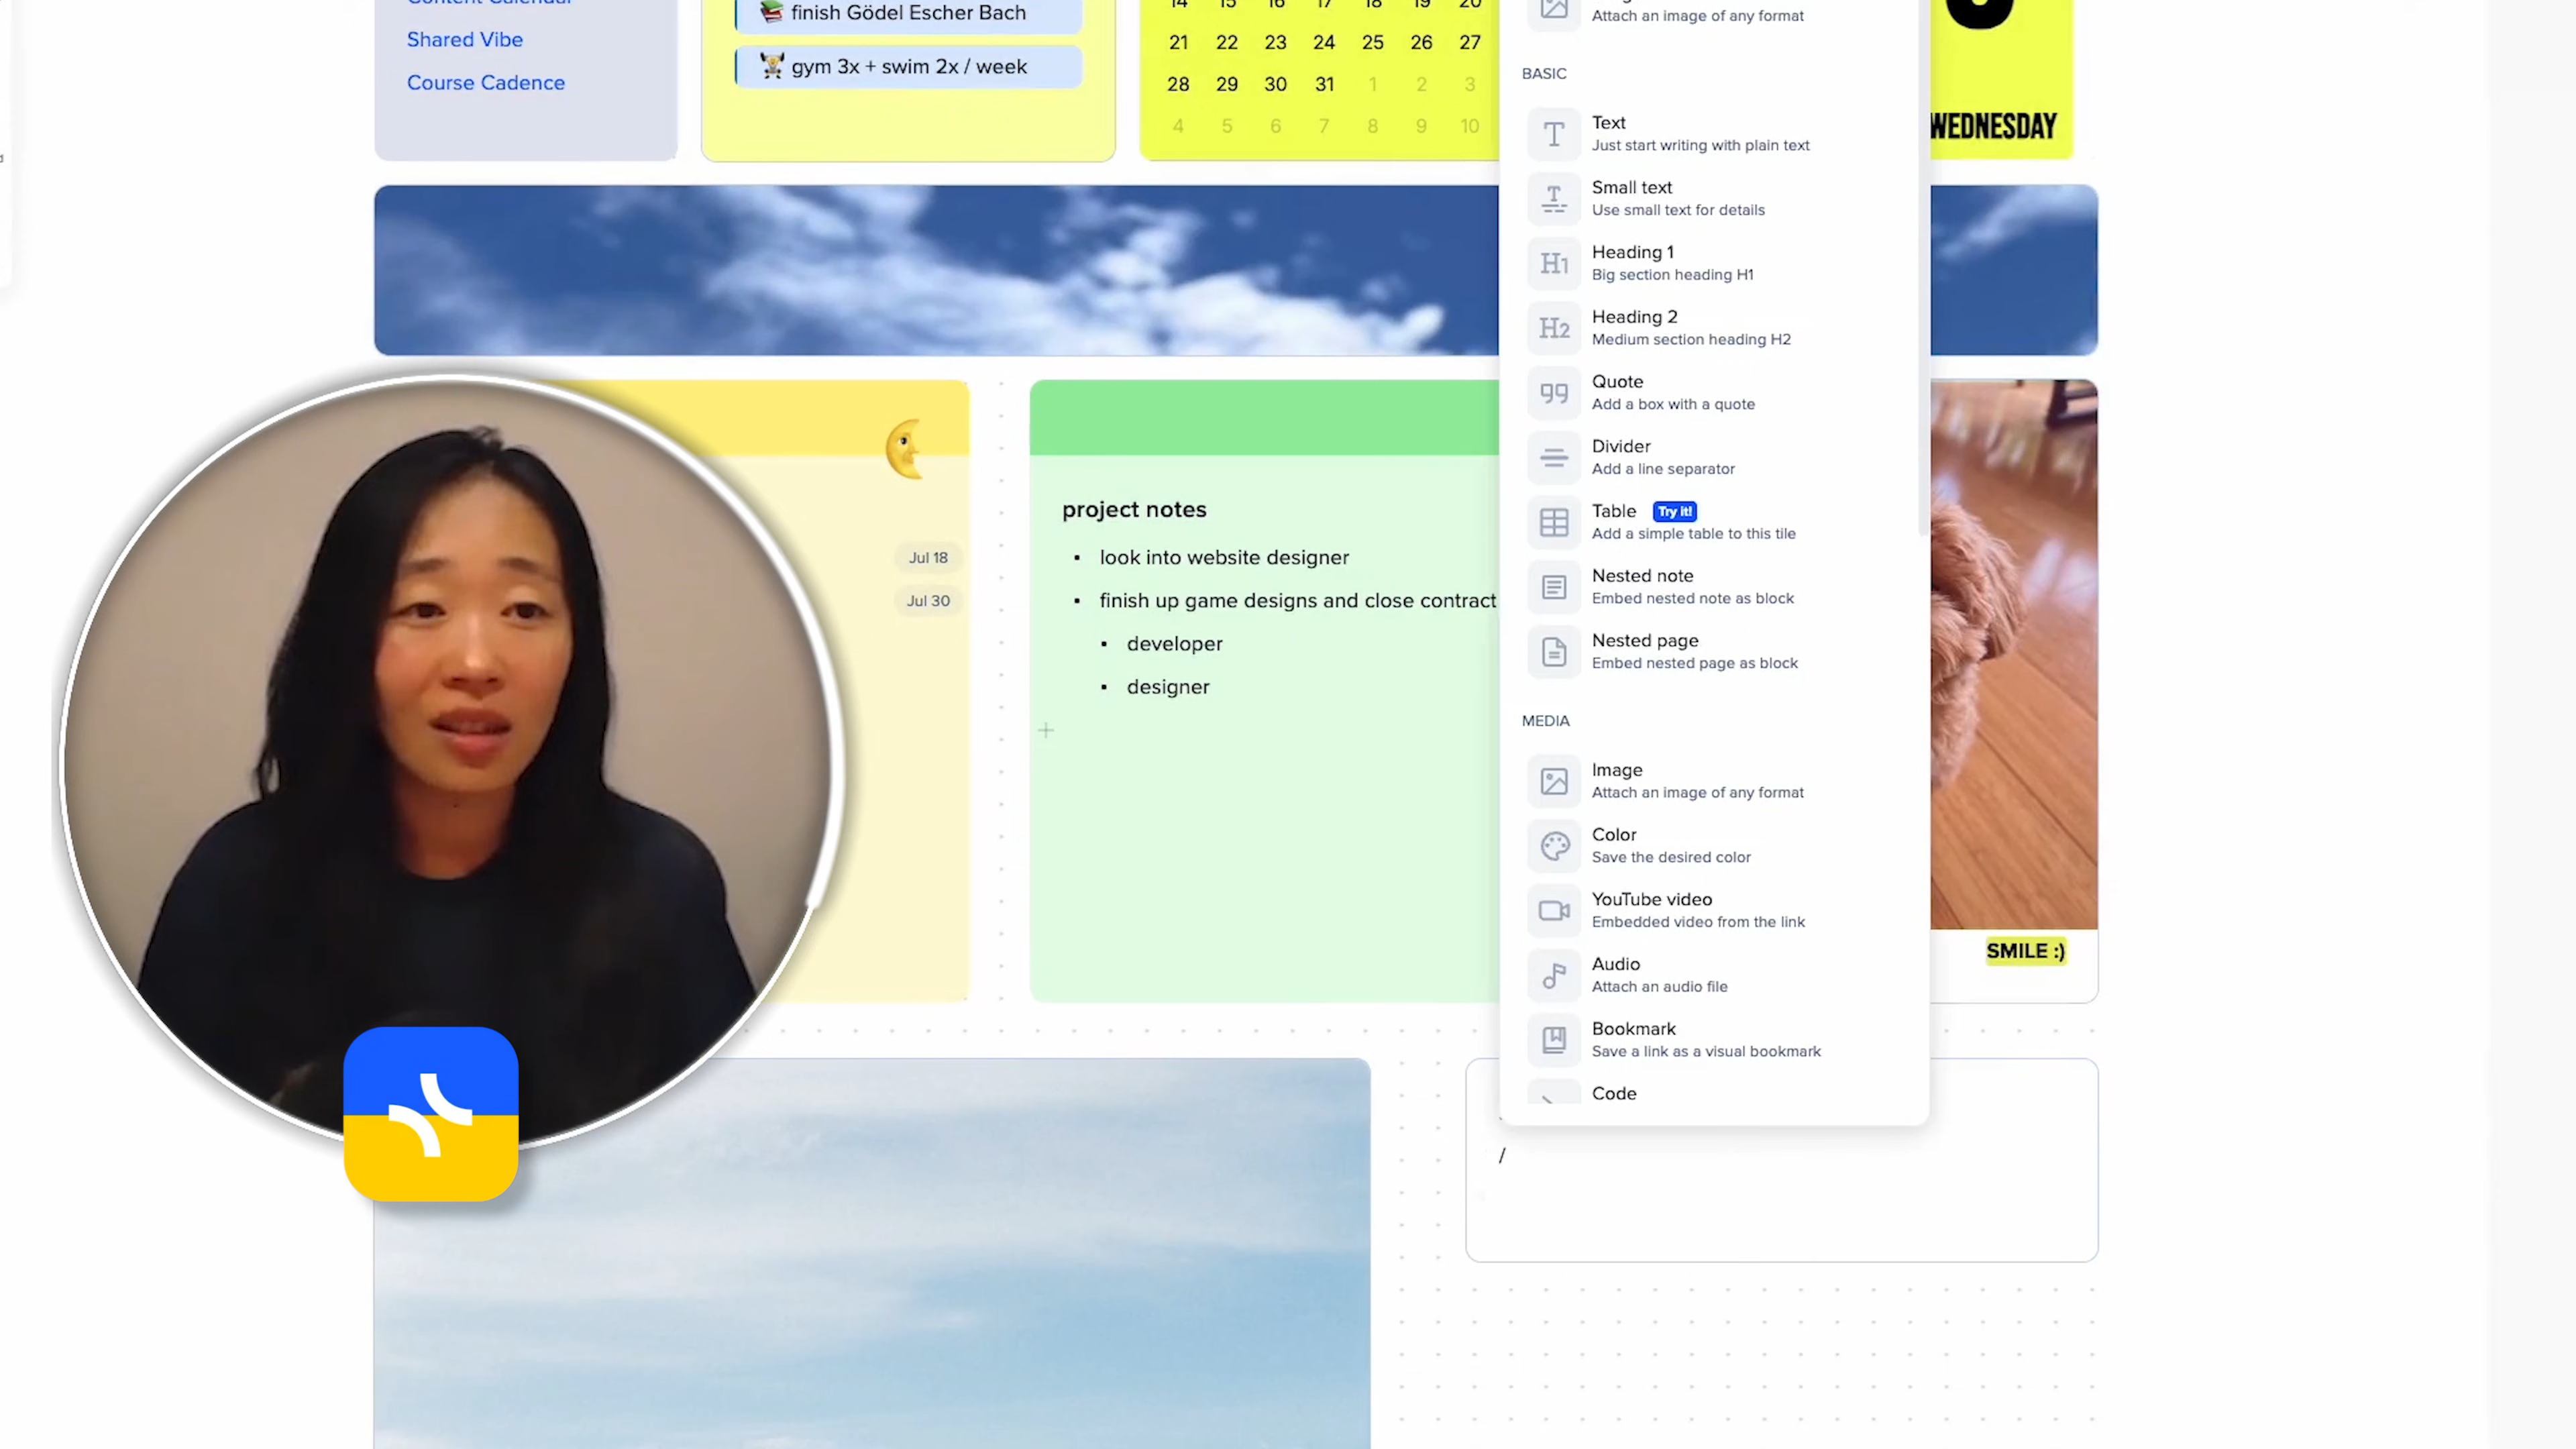 Shared Vibe
Course Cadence
finish Gödel Escher Bach
gym 3x + swim 2x / week
14 15 16 17 18 19 20
21 22 23 24 25 26 27
28 29 30 31 1 2 3
4 5 6 7 8 9 10
WEDNESDAY
Jul 18
Jul 30
project notes
look into website designer
finish up game designs and close contract
developer
designer
SMILE :)
Attach an image of any format
BASIC
Text
Just start writing with plain text
Small text
Use small text for details
Heading 1
Big section heading H1
Heading 2
Medium section heading H2
Quote
Add a box with a quote
Divider
Add a line separator
Table Try it!
Add a simple table to this tile
Nested note
Embed nested note as block
Nested page
Embed nested page as block
MEDIA
Image
Attach an image of any format
Color
Save the desired color
YouTube video
Embedded video from the link
Audio
Attach an audio file
Bookmark
Save a link as a visual bookmark
Code
/